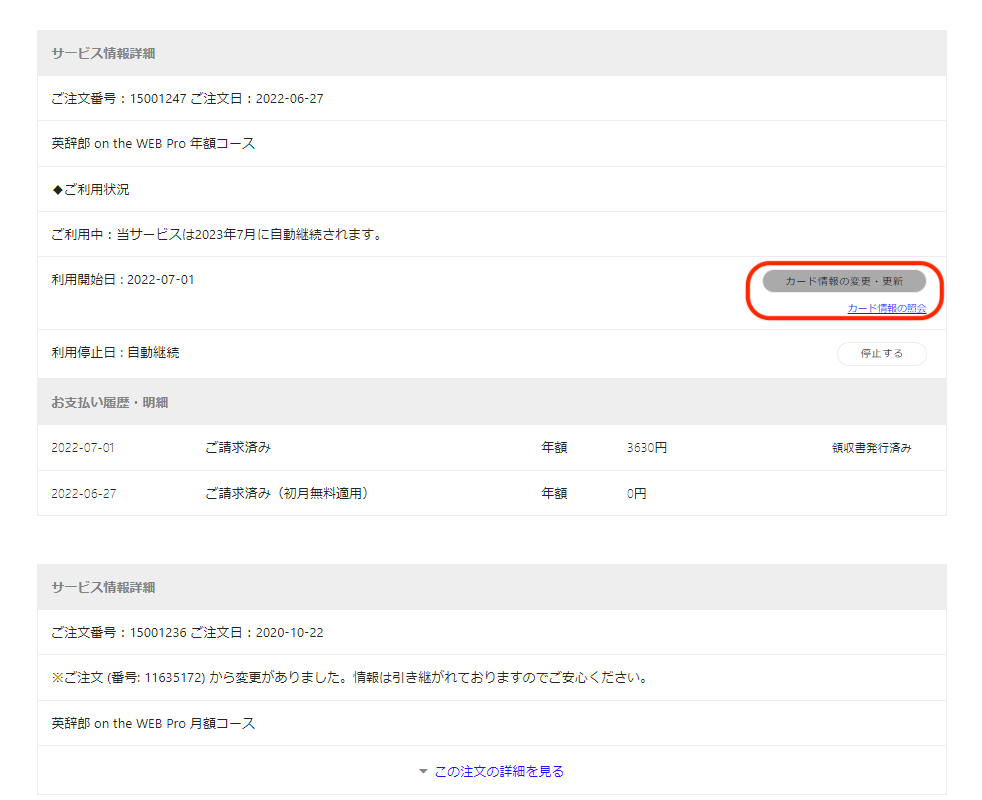 サービス情報詳細
ご注文番号：15001247 ご注文日：2022-06-27
英辞郎 on the WEB Pro 年額コース
◆ご利用状況
ご利用中：当サービスは2023年7月に自動継続されます。
利用開始日 : 2022-07-01
カード情報の変更・更新
カード情報の照会
利用停止日 : 自動継続
停止する
お支払い履歴・明細
2022-07-01 ご請求済み 年額 3630円 領収書発行済み
2022-06-27 ご請求済み（初月無料適用） 年額 0円
サービス情報詳細
ご注文番号：15001236 ご注文日：2020-10-22
※ご注文 (番号: 11635172) から変更がありました。情報は引き継がれておりますのでご安心ください。
英辞郎 on the WEB Pro 月額コース
この注文の詳細を見る